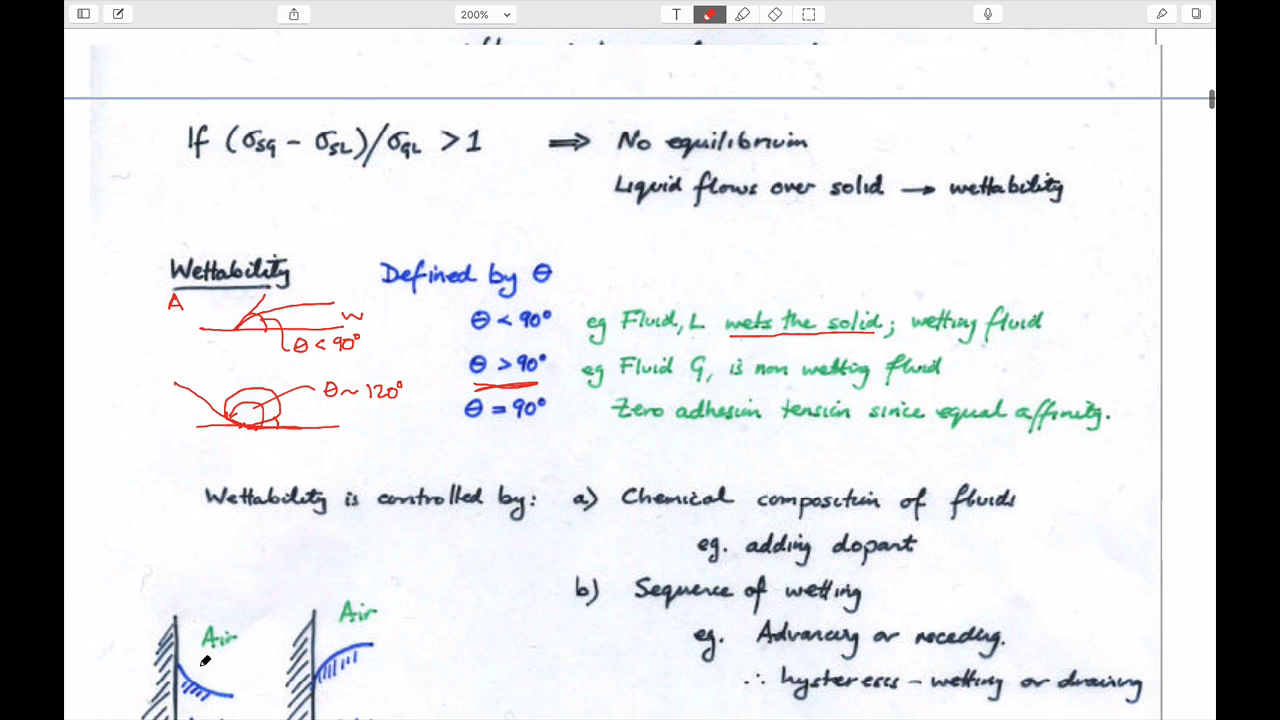 200%
T
If (σSG - σSL)/σGL > 1 ⟹ No equilibrium
Liquid flows over solid → wettability
Wettability Defined by θ
A
W
θ < 90°
θ < 90° eg Fluid, L wets the solid; wetting fluid
θ > 90° eg Fluid G, is non wetting fluid
θ ~ 120°
θ = 90° Zero adhesion tension since equal affinity.
Wettability is controlled by: a) Chemical composition of fluids
eg. adding dopant
b) Sequence of wetting
eg. Advancing or receding.
∴ hysteresis - wetting or draining
Air
Air